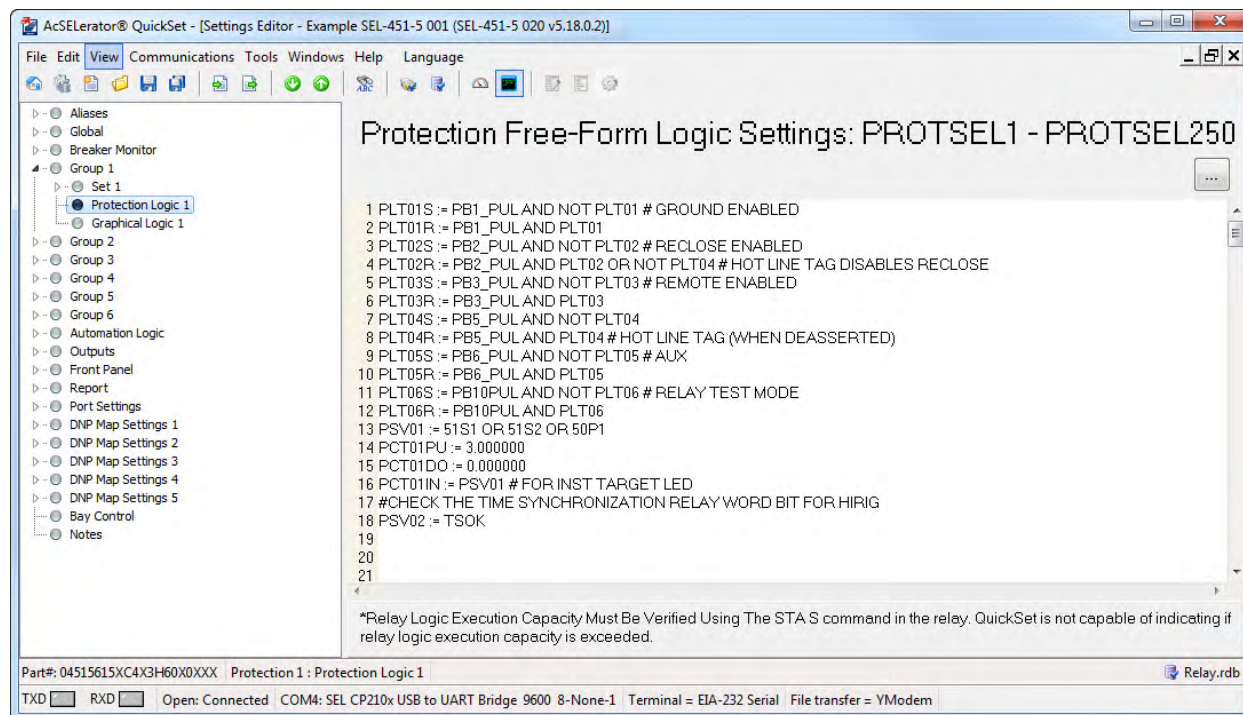 AcSELerator® QuickSet - [Settings Editor - Example SEL-451-5 001 (SEL-451-5 020 v5.18.0.2)]
File Edit View Communications Tools Windows Help Language
Aliases
Global
Breaker Monitor
Group 1
Set 1
Protection Logic 1
Graphical Logic 1
Group 2
Group 3
Group 4
Group 5
Group 6
Automation Logic
Outputs
Front Panel
Report
Port Settings
DNP Map Settings 1
DNP Map Settings 2
DNP Map Settings 3
DNP Map Settings 4
DNP Map Settings 5
Bay Control
Notes
Protection Free-Form Logic Settings: PROTSEL1 - PROTSEL250
...
1 PLT01S := PB1_PUL AND NOT PLT01 # GROUND ENABLED
2 PLT01R := PB1_PUL AND PLT01
3 PLT02S := PB2_PUL AND NOT PLT02 # RECLOSE ENABLED
4 PLT02R := PB2_PUL AND PLT02 OR NOT PLT04 # HOT LINE TAG DISABLES RECLOSE
5 PLT03S := PB3_PUL AND NOT PLT03 # REMOTE ENABLED
6 PLT03R := PB3_PUL AND PLT03
7 PLT04S := PB5_PUL AND NOT PLT04
8 PLT04R := PB5_PUL AND PLT04 # HOT LINE TAG (WHEN DEASSERTED)
9 PLT05S := PB6_PUL AND NOT PLT05 # AUX
10 PLT05R := PB6_PUL AND PLT05
11 PLT06S := PB10PUL AND NOT PLT06 # RELAY TEST MODE
12 PLT06R := PB10PUL AND PLT06
13 PSV01 := 51S1 OR 51S2 OR 50P1
14 PCT01PU := 3.000000
15 PCT01DO := 0.000000
16 PCT01IN := PSV01 # FOR INST TARGET LED
17 #CHECK THE TIME SYNCHRONIZATION RELAY WORD BIT FOR HIRIG
18 PSV02 := TSOK
19
20
21
*Relay Logic Execution Capacity Must Be Verified Using The STA S command in the relay. QuickSet is not capable of indicating if
relay logic execution capacity is exceeded.
Part#: 04515615XC4X3H60X0XXX Protection 1 : Protection Logic 1 Relay.rdb
TXD RXD Open: Connected COM4: SEL CP210x USB to UART Bridge 9600 8-None-1 Terminal = EIA-232 Serial File transfer = YModem